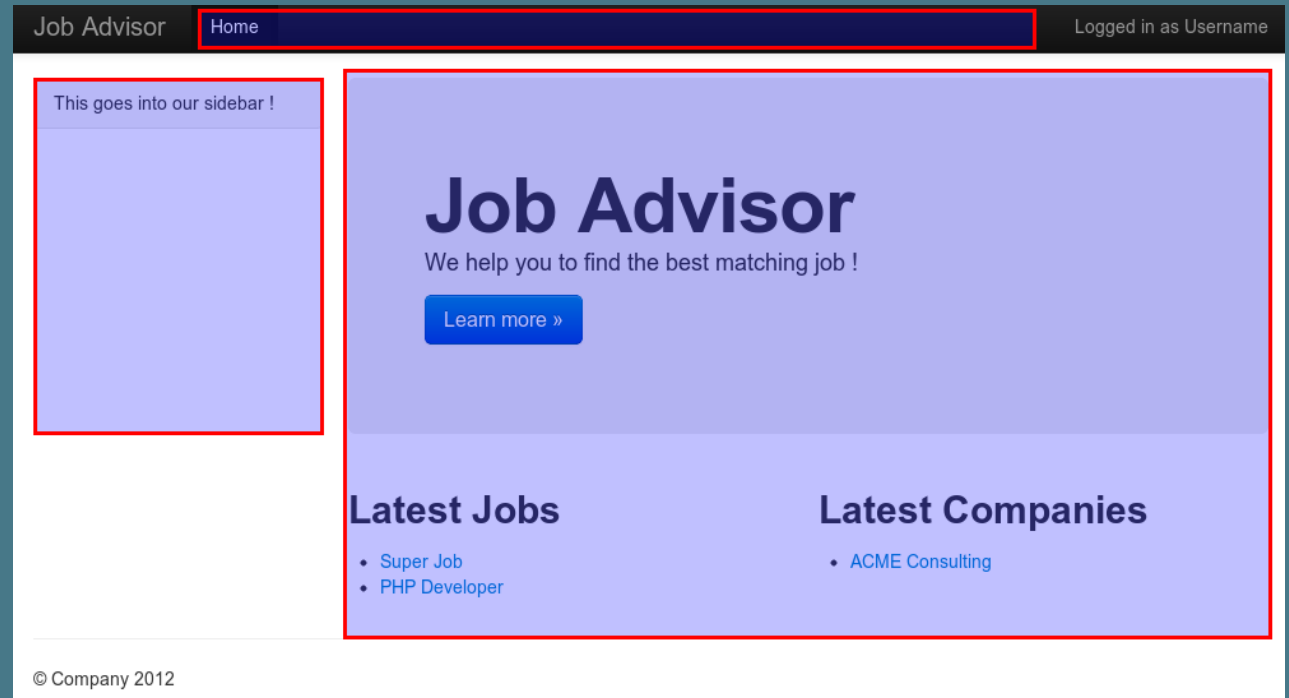 Job Advisor Home Logged in as Username
This goes into our sidebar !
Job Advisor
We help you to find the best matching job !
Learn more »
Latest Jobs
• Super Job
• PHP Developer
Latest Companies
• ACME Consulting
© Company 2012